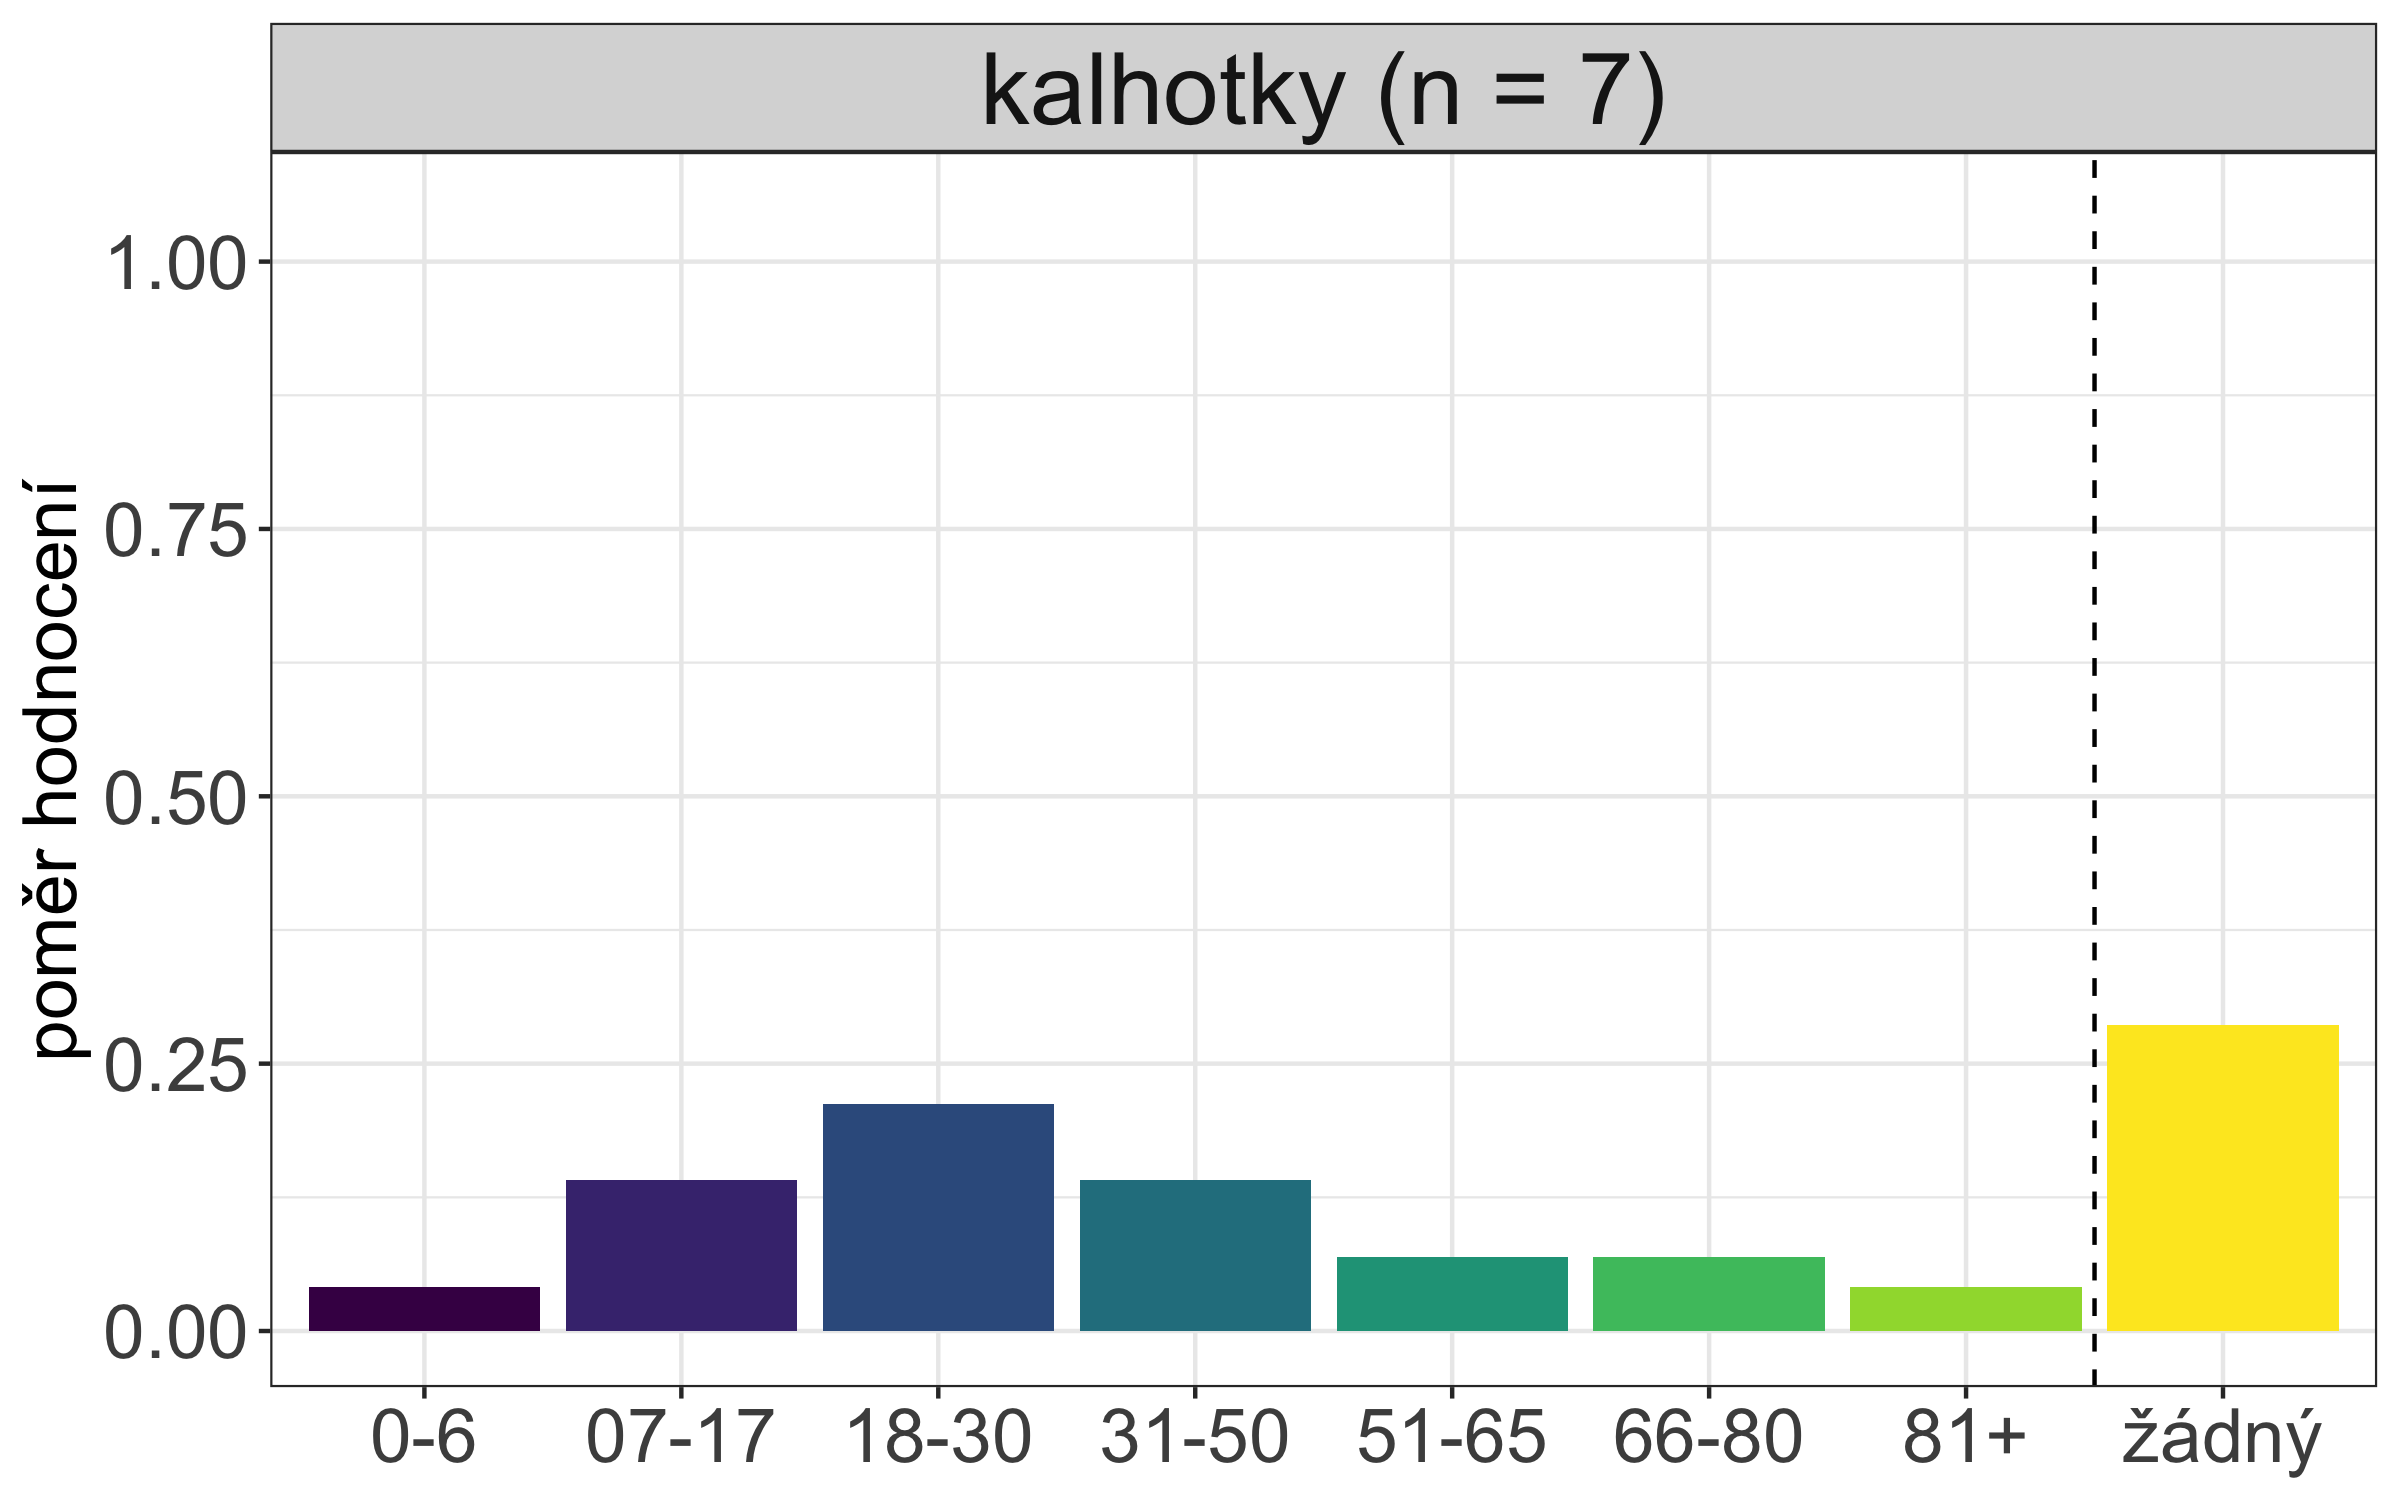 kalhotky (n = 7)
poměr hodnocení
1.00
0.75
0.50
0.25
0.00
0-6 07-17 18-30 31-50 51-65 66-80 81+ žádný